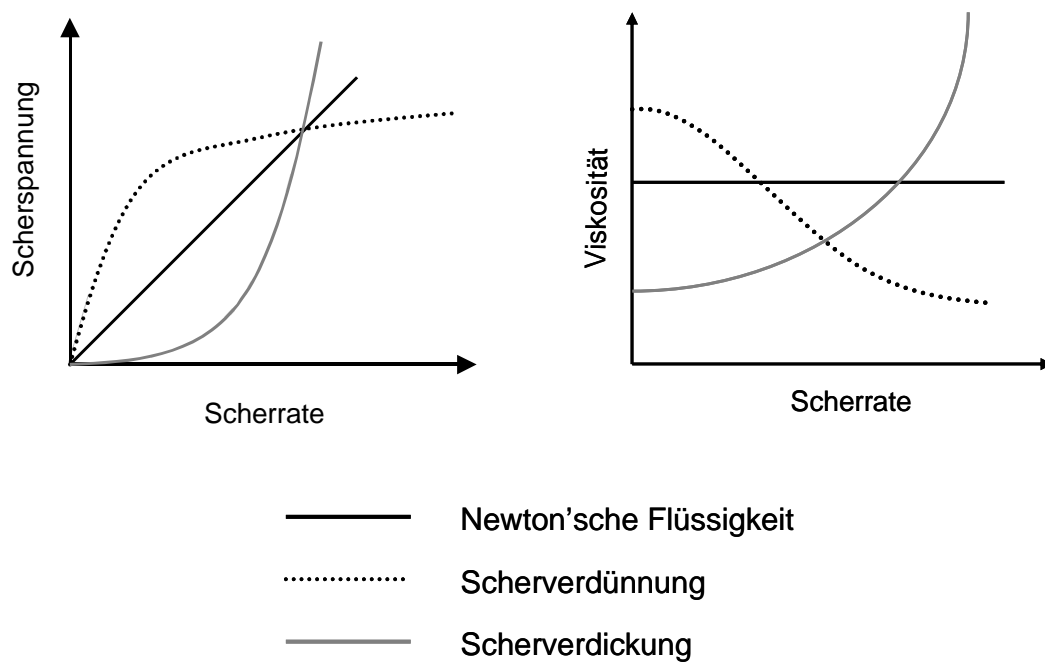 Scherspannung
Scherrate
Viskosität
Scherrate
Newton'sche Flüssigkeit
Scherverdünnung
Scherverdickung